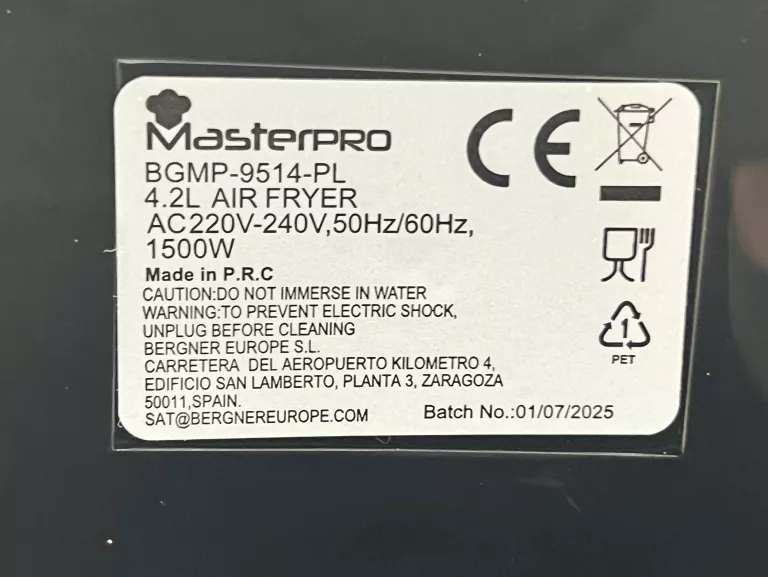 MasterPRO
BGMP-9514-PL
4.2L AIR FRYER
AC220V-240V,50Hz/60Hz,
1500W
Made in P.R.C
CAUTION:DO NOT IMMERSE IN WATER
WARNING:TO PREVENT ELECTRIC SHOCK,
UNPLUG BEFORE CLEANING
BERGNER EUROPE S.L.
CARRETERA DEL AEROPUERTO KILOMETRO 4,
EDIFICIO SAN LAMBERTO, PLANTA 3, ZARAGOZA
50011,SPAIN.
SAT@BERGNEREUROPE.COM
Batch No.:01/07/2025
CE
1
PET